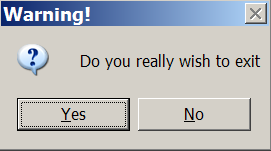 Warning!
Do you really wish to exit
Yes
No